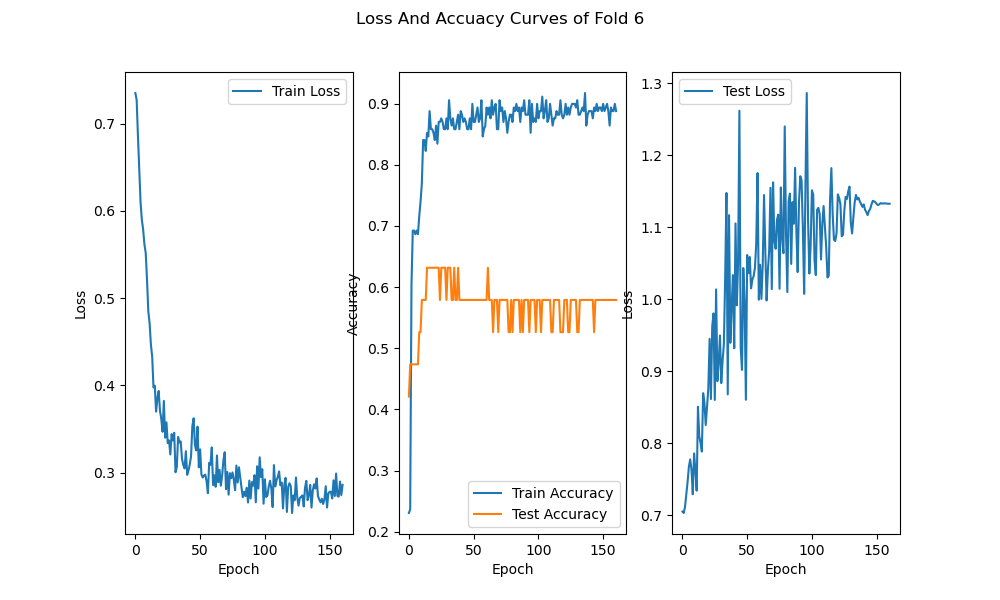 Loss And Accuacy Curves of Fold 6
Loss
0.7
0.6
0.5
0.4
0.3
Train Loss
0
50
100
150
Epoch
Accuracy
0.9
0.8
0.7
0.6
0.5
0.4
0.3
0.2
Train Accuracy
Test Accuracy
0
50
100
150
Epoch
Loss
1.3
1.2
1.1
1.0
0.9
0.8
0.7
Test Loss
0
50
100
150
Epoch